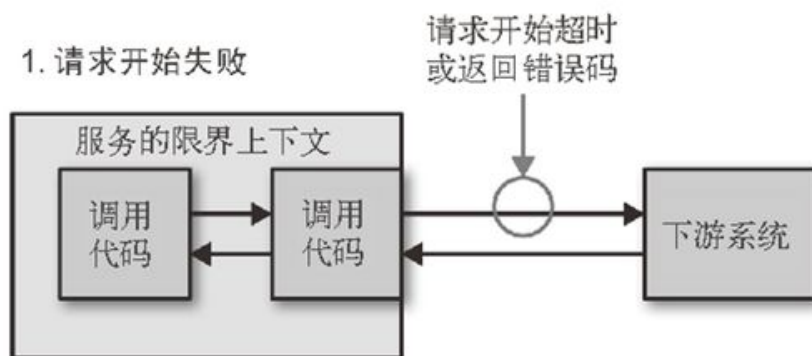 请求开始超时
或返回错误码
1. 请求开始失败
服务的限界上下文
调用
代码
调用
代码
下游系统